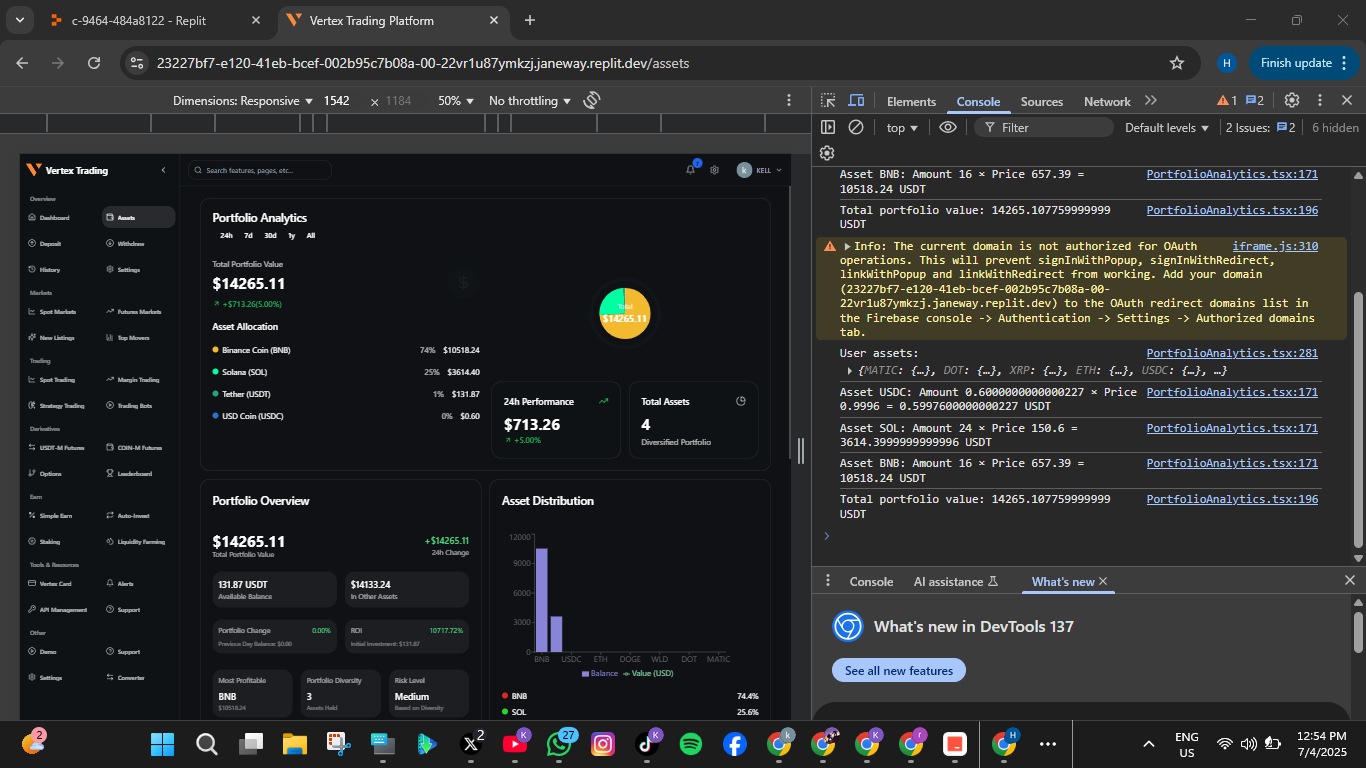 c-9464-484a8122 - Replit
Vertex Trading Platform
23227bf7-e120-41eb-bcef-002b95c7b08a-00-22vr1u87ymkzj.janeway.replit.dev/assets
H
Finish update
Dimensions: Responsive 1542 × 1184 50% No throttling
Elements Console Sources Network 1 2
top Filter Default levels 2 Issues: 2 6 hidden
Vertex Trading
Search features, pages, etc...
k KELL
Overview
Dashboard Assets
Deposit Withdraw
History Settings
Markets
Spot Markets Futures Markets
New Listings Top Movers
Trading
Spot Trading Margin Trading
Strategy Trading Trading Bots
Derivatives
USDT-M Futures COIN-M Futures
Options Leaderboard
Earn
Simple Earn Auto-Invest
Staking Liquidity Farming
Tools & Resources
Vertex Card Alerts
API Management Support
Other
Demo Support
Settings Converter
Portfolio Analytics
24h 7d 30d 1y All
Total Portfolio Value
$14265.11
+$713.26(5.00%)
Asset Allocation
Binance Coin (BNB) 74% $10518.24
Solana (SOL) 25% $3614.40
Tether (USDT) 1% $131.87
USD Coin (USDC) 0% $0.60
$
Total
$14265.11
24h Performance
$713.26
+5.00%
Total Assets
4
Diversified Portfolio
Portfolio Overview
$14265.11
Total Portfolio Value
+$14265.11
24h Change
131.87 USDT
Available Balance
$14133.24
In Other Assets
Portfolio Change 0.00%
Previous Day Balance: $0.00
ROI 10717.72%
Initial Investment: $131.87
Most Profitable
BNB
$10518.24
Portfolio Diversity
3
Assets Held
Risk Level
Medium
Based on Diversity
Asset Distribution
12000
9000
6000
3000
0
BNB USDC ETH DOGE WLD DOT MATIC
Balance Value (USD)
BNB 74.4%
SOL 25.6%
Asset BNB: Amount 16 × Price 657.39 = PortfolioAnalytics.tsx:171
10518.24 USDT
Total portfolio value: 14265.107759999999 PortfolioAnalytics.tsx:196
USDT
Info: The current domain is not authorized for OAuth iframe.js:310
operations. This will prevent signInWithPopup, signInWithRedirect,
linkWithPopup and linkWithRedirect from working. Add your domain
(23227bf7-e120-41eb-bcef-002b95c7b08a-00-
22vr1u87ymkzj.janeway.replit.dev) to the OAuth redirect domains list in
the Firebase console -> Authentication -> Settings -> Authorized domains
tab.
User assets: PortfolioAnalytics.tsx:281
{MATIC: {…}, DOT: {…}, XRP: {…}, ETH: {…}, USDC: {…}, …}
Asset USDC: Amount 0.6000000000000227 × Price PortfolioAnalytics.tsx:171
0.9996 = 0.5997600000000227 USDT
Asset SOL: Amount 24 × Price 150.6 = PortfolioAnalytics.tsx:171
3614.3999999999996 USDT
Asset BNB: Amount 16 × Price 657.39 = PortfolioAnalytics.tsx:171
10518.24 USDT
Total portfolio value: 14265.107759999999 PortfolioAnalytics.tsx:196
USDT
Console AI assistance What's new
What's new in DevTools 137
See all new features
2
2
K
27
K
k
K
r
H
ENG
US
12:54 PM
7/4/2025